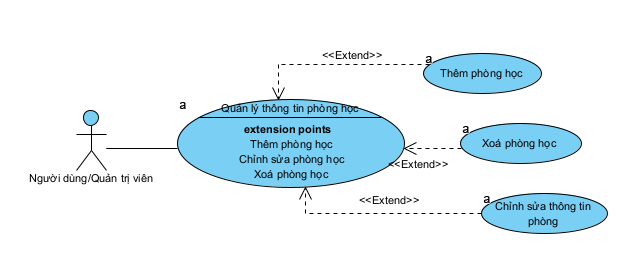 <<Extend>>
a
Thêm phòng học
a
Quản lý thông tin phòng học
extension points
Thêm phòng học
Chỉnh sửa phòng học
Xoá phòng học
a
Xoá phòng học
<<Extend>>
Người dùng/Quản trị viên
a
<<Extend>>
Chỉnh sửa thông tin
phòng